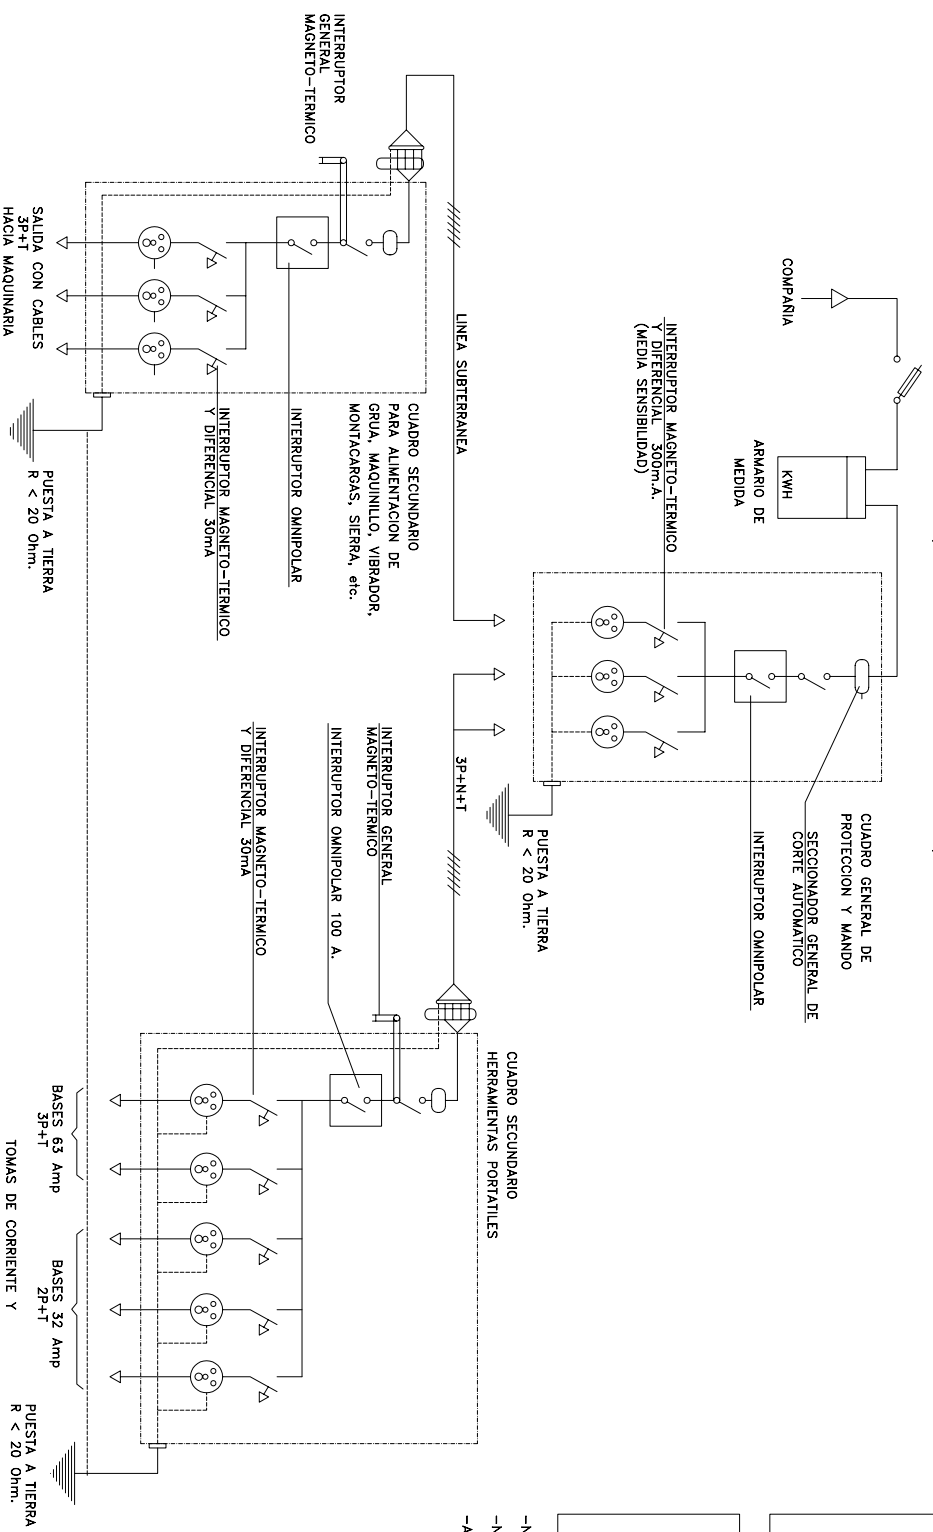 COMPAÑIA
ARMARIO DE
MEDIDA
KWH
CUADRO GENERAL DE
PROTECCION Y MANDO
SECCIONADOR GENERAL DE
CORTE AUTOMATICO
INTERRUPTOR OMNIPOLAR
INTERRUPTOR MAGNETO-TERMICO
Y DIFERENCIAL 300m.A.
(MEDIA SENSIBILIDAD)
PUESTA A TIERRA
R < 20 Ohm.
LINEA SUBTERRANEA
3P+N+T
INTERRUPTOR
GENERAL
MAGNETO-TERMICO
CUADRO SECUNDARIO
PARA ALIMENTACION DE
GRUA, MAQUINILLO, VIBRADOR,
MONTACARGAS, SIERRA, etc.
INTERRUPTOR OMNIPOLAR
INTERRUPTOR MAGNETO-TERMICO
Y DIFERENCIAL 30mA
SALIDA CON CABLES
3P+T
HACIA MAQUINARIA
PUESTA A TIERRA
R < 20 Ohm.
CUADRO SECUNDARIO
HERRAMIENTAS PORTATILES
INTERRUPTOR GENERAL
MAGNETO-TERMICO
INTERRUPTOR OMNIPOLAR 100 A.
INTERRUPTOR MAGNETO-TERMICO
Y DIFERENCIAL 30mA
BASES 63 Amp
3P+T
BASES 32 Amp
2P+T
TOMAS DE CORRIENTE Y
PUESTA A TIERRA
R < 20 Ohm.